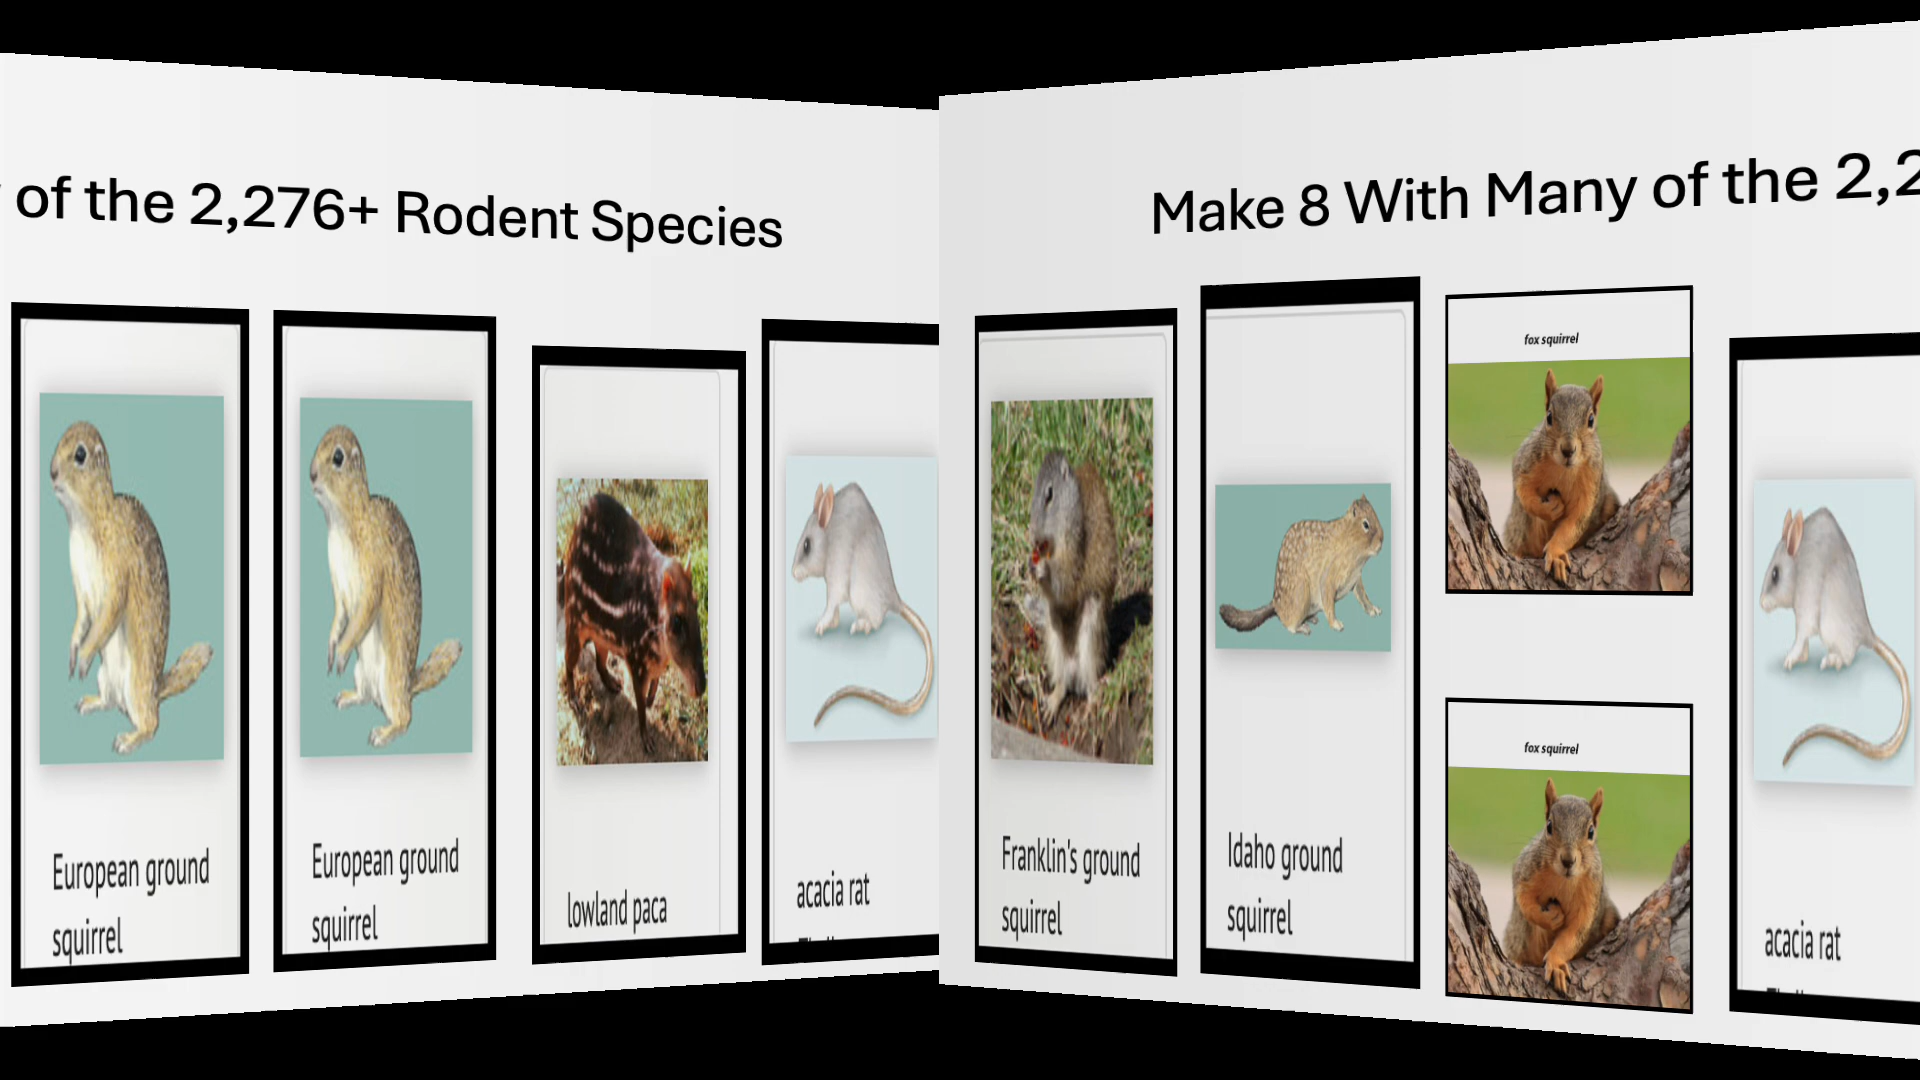 of the 2,276+ Rodent Species
European ground
squirrel
European ground
squirrel
lowland paca
acacia rat
Make 8 With Many of the 2,2
fox squirrel
Franklin's ground
squirrel
Idaho ground
squirrel
fox squirrel
acacia rat